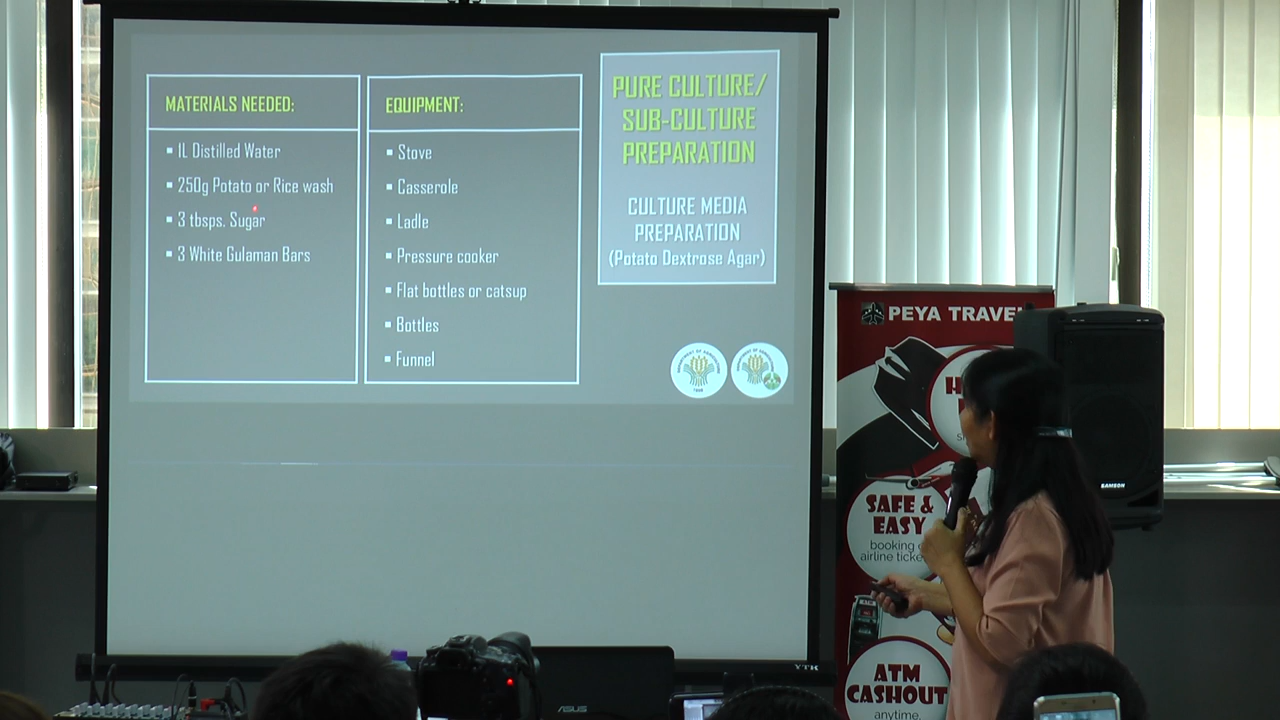 MATERIALS NEEDED:
▪ 1L Distilled Water
▪ 250g Potato or Rice wash
▪ 3 tbsps. Sugar
▪ 3 White Gulaman Bars
EQUIPMENT:
▪ Stove
▪ Casserole
▪ Ladle
▪ Pressure cooker
▪ Flat bottles or catsup
▪ Bottles
▪ Funnel
PURE CULTURE/
SUB-CULTURE
PREPARATION
CULTURE MEDIA
PREPARATION
(Potato Dextrose Agar)
PEYA TRAVEL
SAFE &
EASY
booking
airline
ATM
CASHOUT
anytime,
SAMSON
YTK
ASUS